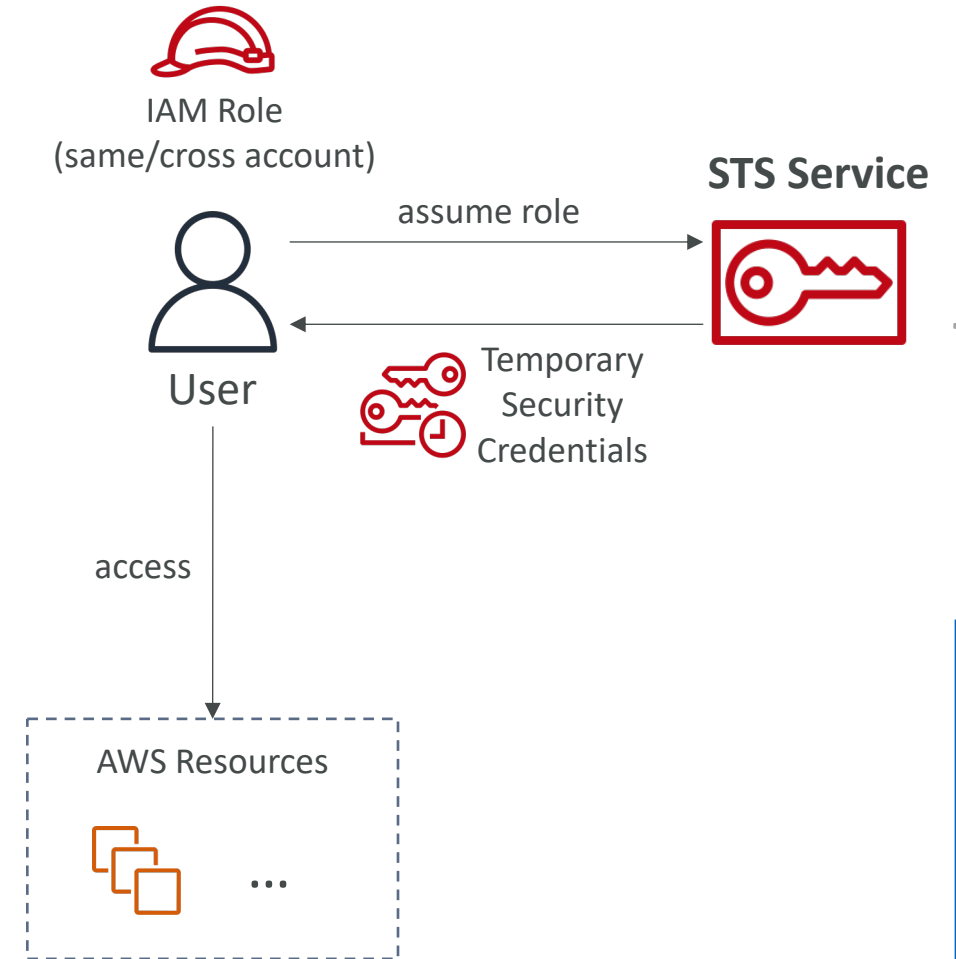 IAM Role
(same/cross account)
STS Service
assume role
Temporary
Security
Credentials
User
access
AWS Resources
...